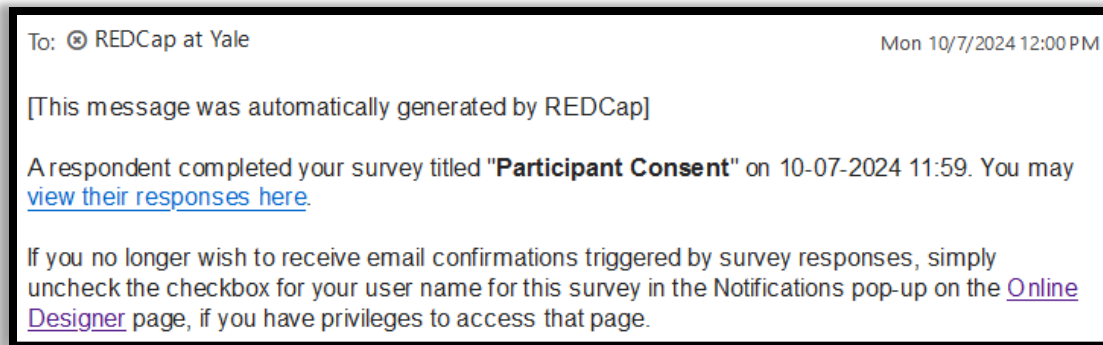 To: ⊗ REDCap at Yale Mon 10/7/2024 12:00 PM
[This message was automatically generated by REDCap]
A respondent completed your survey titled "Participant Consent" on 10-07-2024 11:59. You may
view their responses here.
If you no longer wish to receive email confirmations triggered by survey responses, simply
uncheck the checkbox for your user name for this survey in the Notifications pop-up on the Online
Designer page, if you have privileges to access that page.